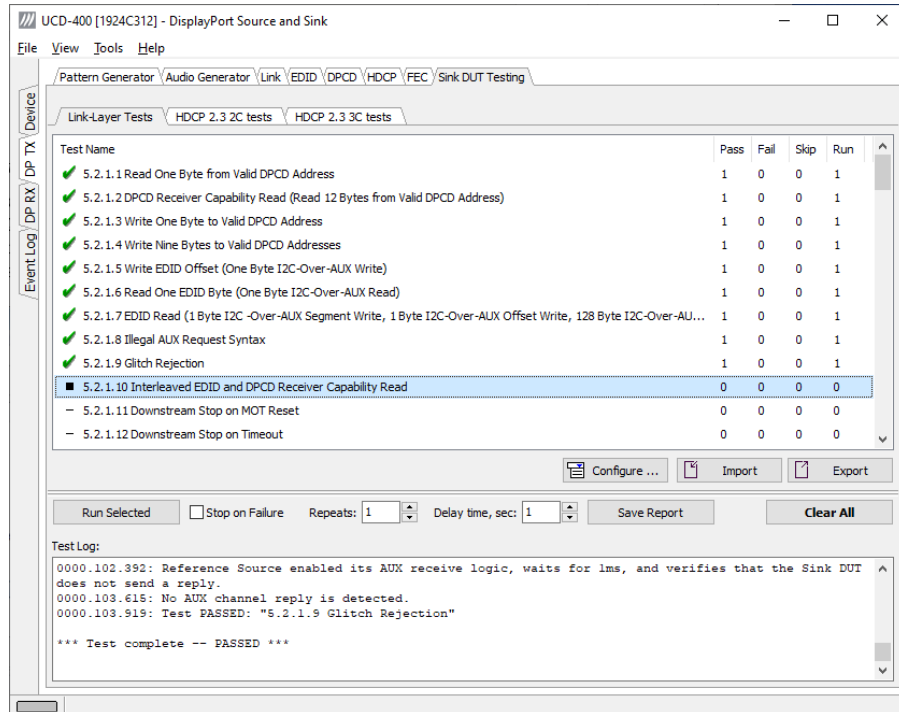 UCD-400 [1924C312] - DisplayPort Source and Sink
File View Tools Help
Pattern Generator Audio Generator Link EDID DPCD HDCP FEC Sink DUT Testing
Device
DP TX
DP RX
Event Log
Link-Layer Tests HDCP 2.3 2C tests HDCP 2.3 3C tests
Test Name Pass Fail Skip Run
5.2.1.1 Read One Byte from Valid DPCD Address 1 0 0 1
5.2.1.2 DPCD Receiver Capability Read (Read 12 Bytes from Valid DPCD Address) 1 0 0 1
5.2.1.3 Write One Byte to Valid DPCD Address 1 0 0 1
5.2.1.4 Write Nine Bytes to Valid DPCD Addresses 1 0 0 1
5.2.1.5 Write EDID Offset (One Byte I2C-Over-AUX Write) 1 0 0 1
5.2.1.6 Read One EDID Byte (One Byte I2C-Over-AUX Read) 1 0 0 1
5.2.1.7 EDID Read (1 Byte I2C -Over-AUX Segment Write, 1 Byte I2C-Over-AUX Offset Write, 128 Byte I2C-Over-AU... 1 0 0 1
5.2.1.8 Illegal AUX Request Syntax 1 0 0 1
5.2.1.9 Glitch Rejection 1 0 0 1
5.2.1.10 Interleaved EDID and DPCD Receiver Capability Read 0 0 0 0
5.2.1.11 Downstream Stop on MOT Reset 0 0 0 0
5.2.1.12 Downstream Stop on Timeout 0 0 0 0
Configure ... Import Export
Run Selected Stop on Failure Repeats: 1 Delay time, sec: 1 Save Report Clear All
Test Log:
0000.102.392: Reference Source enabled its AUX receive logic, waits for 1ms, and verifies that the Sink DUT
does not send a reply.
0000.103.615: No AUX channel reply is detected.
0000.103.919: Test PASSED: "5.2.1.9 Glitch Rejection"
*** Test complete -- PASSED ***